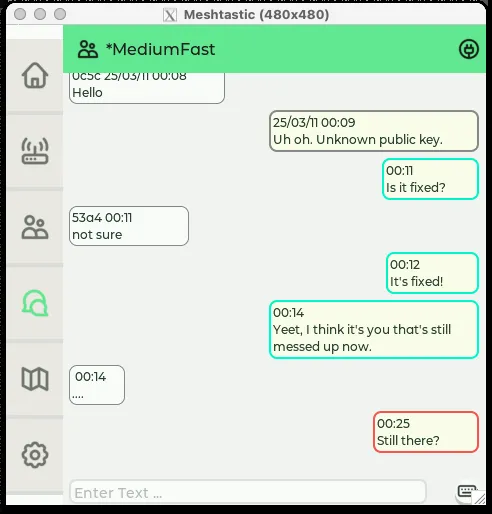 Meshtastic (480x480)
*MediumFast
0c5c 25/03/11 00:08
Hello
25/03/11 00:09
Uh oh. Unknown public key.
00:11
Is it fixed?
53a4 00:11
not sure
00:12
It's fixed!
00:14
Yeet, I think it's you that's still
messed up now.
00:14
....
00:25
Still there?
Enter Text ...